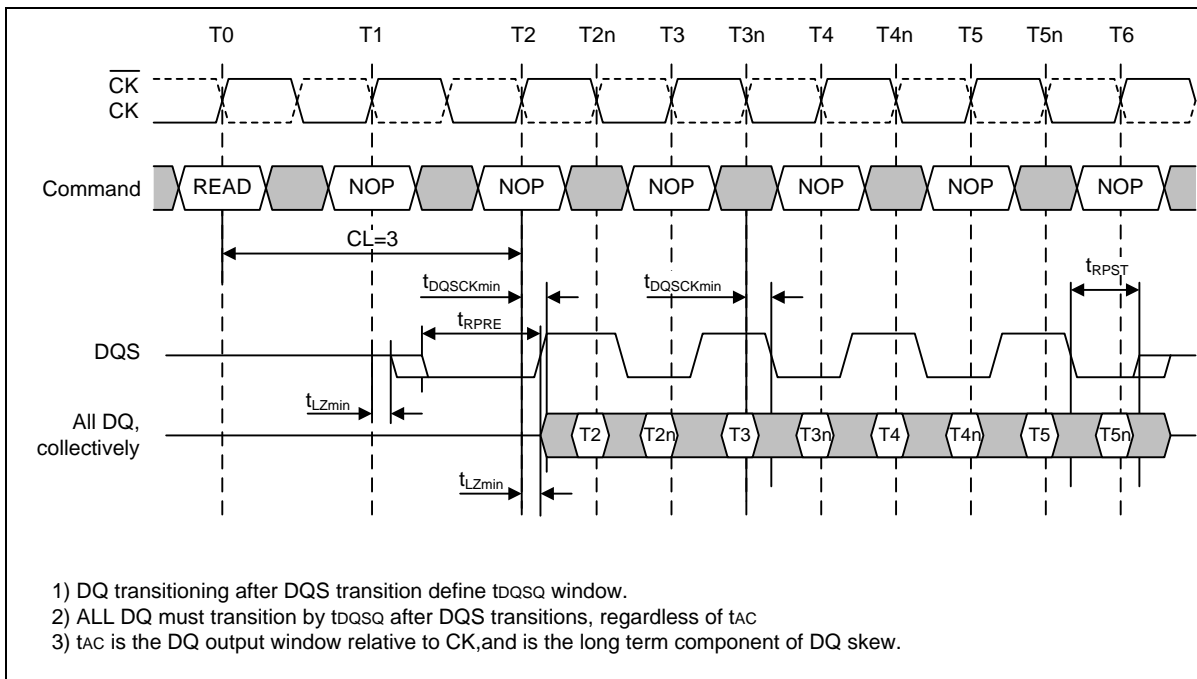 T0 T1 T2 T2n T3 T3n T4 T4n T5 T5n T6
CK
CK
Command READ NOP NOP NOP NOP NOP NOP
CL=3
tDQSCKmin tDQSCKmin tRPST
tRPRE
DQS
tLZmin
All DQ,
collectively
T2 T2n T3 T3n T4 T4n T5 T5n
tLZmin
1) DQ transitioning after DQS transition define tDQSQ window.
2) ALL DQ must transition by tDQSQ after DQS transitions, regardless of tAC
3) tAC is the DQ output window relative to CK,and is the long term component of DQ skew.